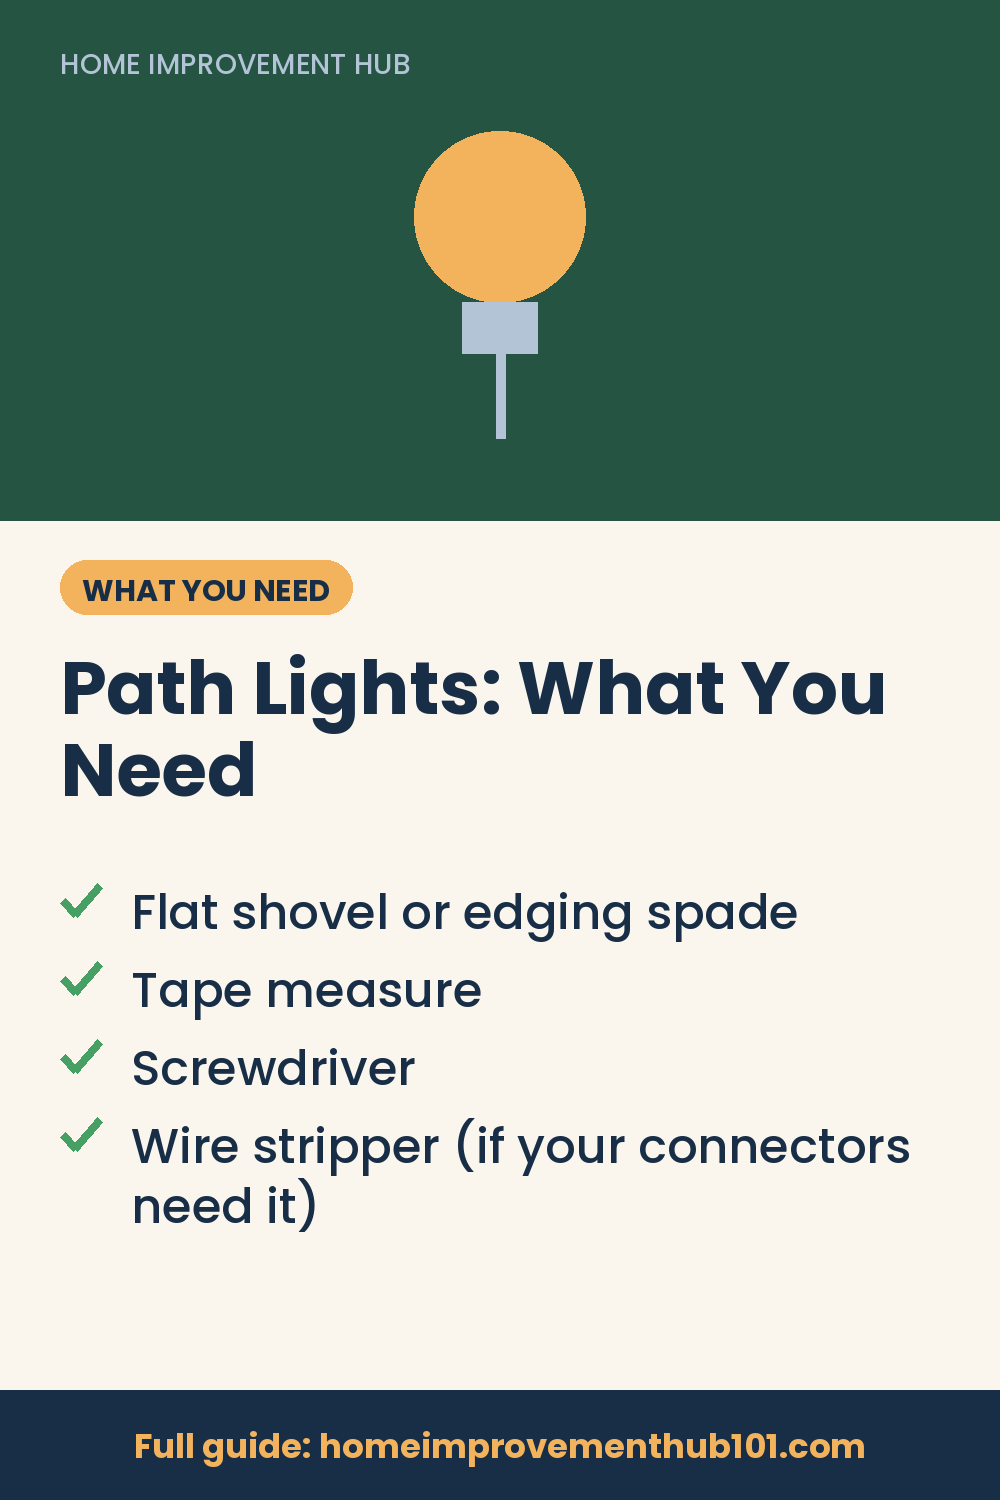 HOME IMPROVEMENT HUB
WHAT YOU NEED
Path Lights: What You
Need
Flat shovel or edging spade
Tape measure
Screwdriver
Wire stripper (if your connectors
need it)
Full guide: homeimprovementhub101.com